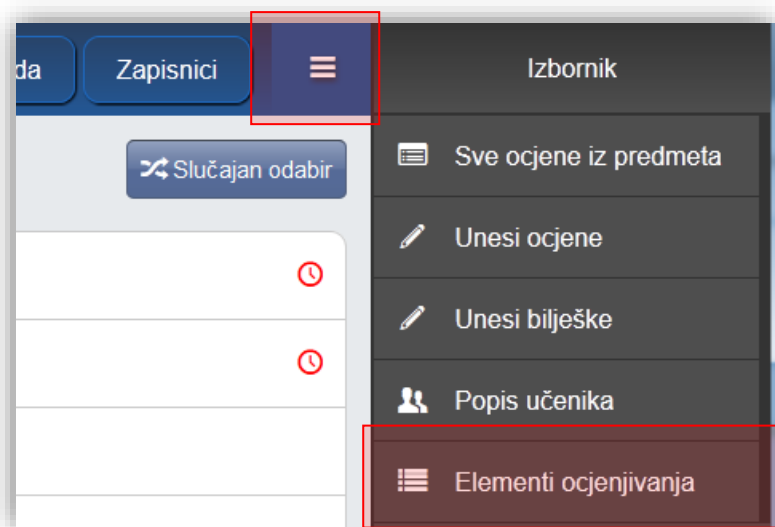 da
Zapisnici
Izbornik
Slučajan odabir
Sve ocjene iz predmeta
Unesi ocjene
Unesi bilješke
Popis učenika
Elementi ocjenjivanja